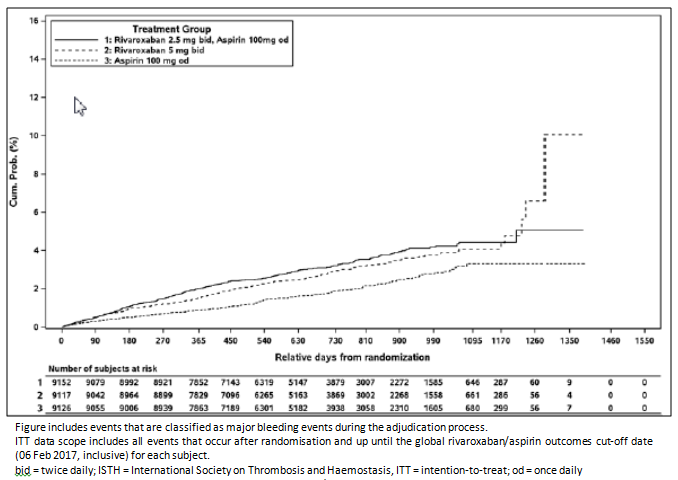 16
14
12
10
8
6
4
2
0
Cum. Prob. (%)
Treatment Group
1: Rivaroxaban 2.5 mg bid, Aspirin 100mg od
2: Rivaroxaban 5 mg bid
3: Aspirin 100 mg od
0 90 180 270 365 450 540 630 730 810 900 990 1095 1170 1260 1350 1460 1550
Relative days from randomization
Number of subjects at risk
1 9152 9079 8992 8921 7852 7143 6319 5147 3879 3007 2272 1585 646 287 60 9 0 0
2 9117 9042 8964 8899 7829 7096 6265 5163 3869 3002 2268 1558 661 286 56 4 0 0
3 9126 9055 9006 8939 7863 7189 6301 5182 3938 3058 2310 1605 680 299 56 7 0 0
Figure includes events that are classified as major bleeding events during the adjudication process.
ITT data scope includes all events that occur after randomisation and up until the global rivaroxaban/aspirin outcomes cut-off date
(06 Feb 2017, inclusive) for each subject.
bid = twice daily; ISTH = International Society on Thrombosis and Haemostasis, ITT = intention-to-treat; od = once daily